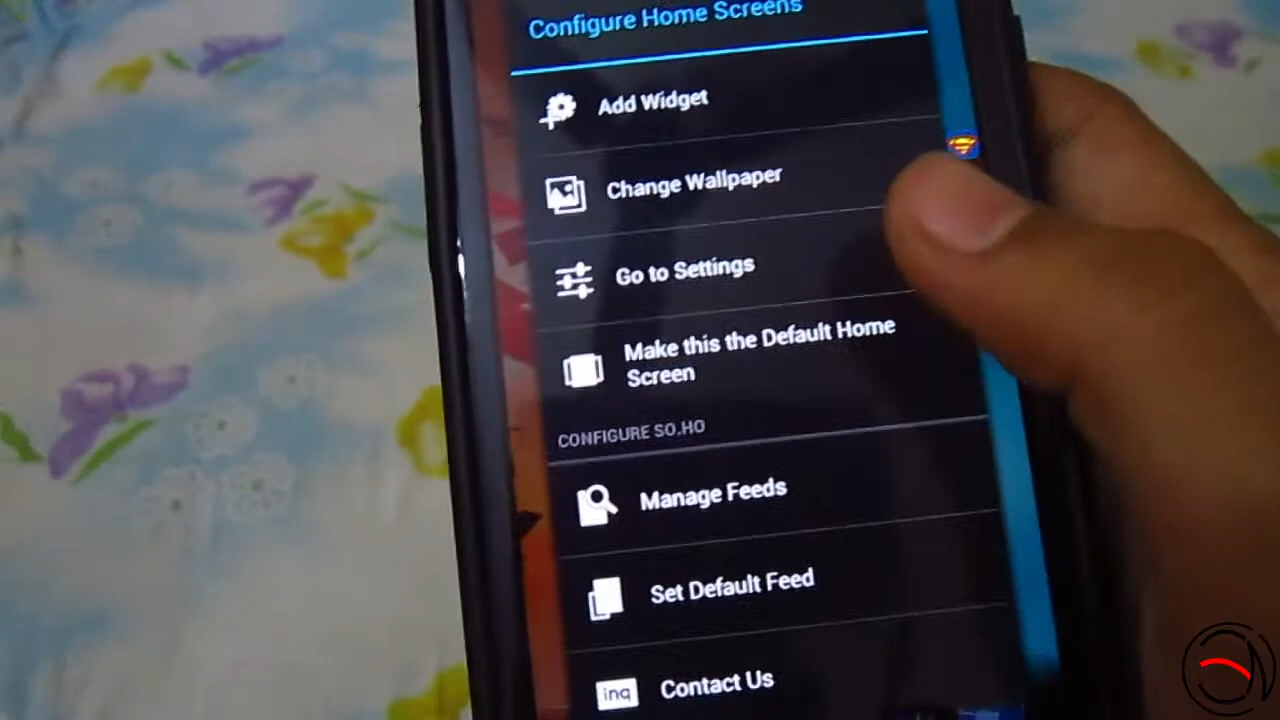 Configure Home Screens
Add Widget
Change Wallpaper
Go to Settings
Make this the Default Home
Screen
CONFIGURE SO.HO
Manage Feeds
Set Default Feed
inq
Contact Us